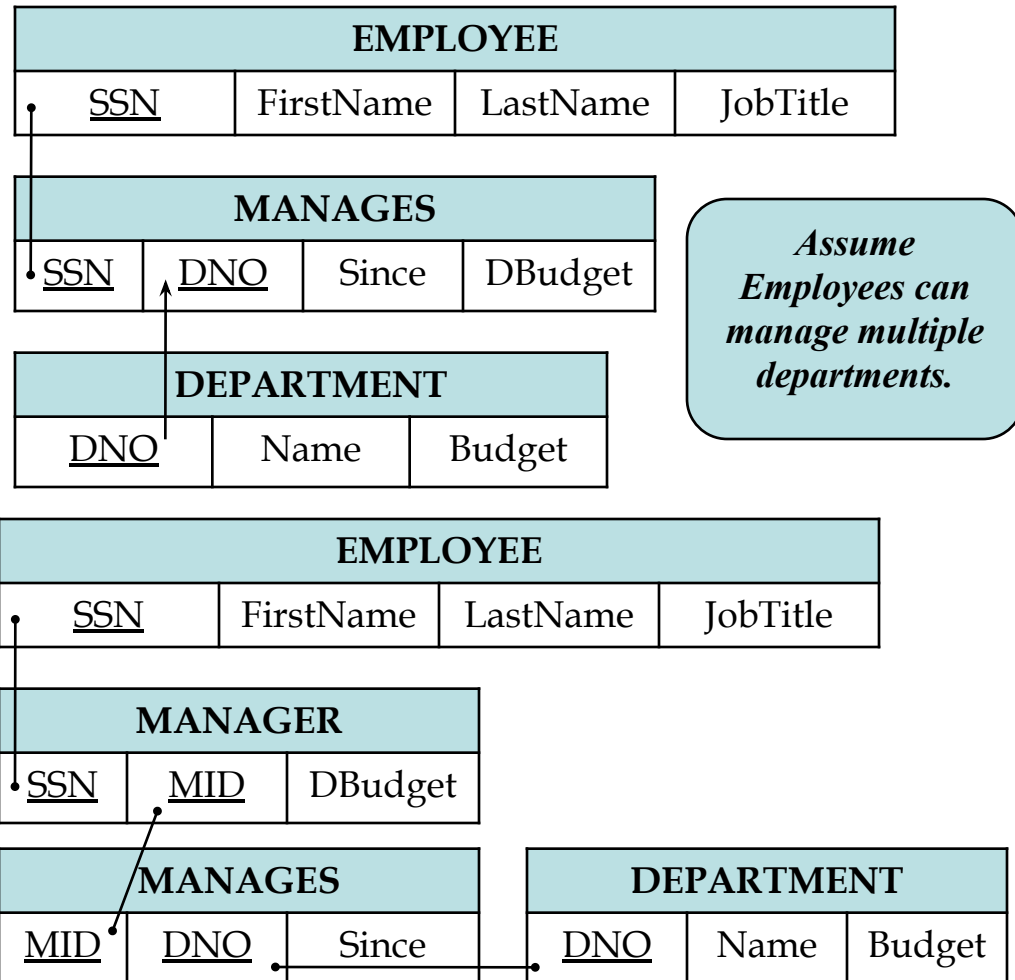 EMPLOYEE
SSN FirstName LastName JobTitle
MANAGES
SSN DNO Since DBudget
Assume
Employees can
manage multiple
departments.
DEPARTMENT
DNO Name Budget
EMPLOYEE
SSN FirstName LastName JobTitle
MANAGER
SSN MID DBudget
MANAGES
MID DNO Since
DEPARTMENT
DNO Name Budget